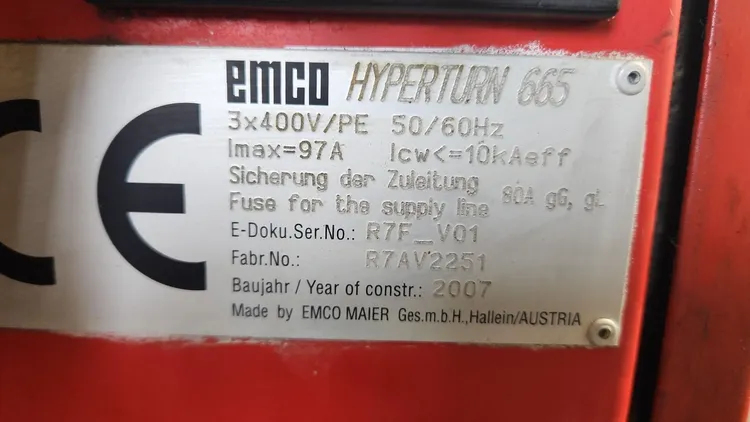 emco HYPERTURN 665
3x400V/PE 50/60Hz
Imax=97A Icw<=10kAeff
Sicherung der Zuleitung
Fuse for the supply line 80A gG, gL
E-Doku.Ser.No.: R7F_V01
Fabr.No.: R7AV2251
Baujahr / Year of constr.: 2007
Made by EMCO MAIER Ges.m.b.H.,Hallein/AUSTRIA
CE